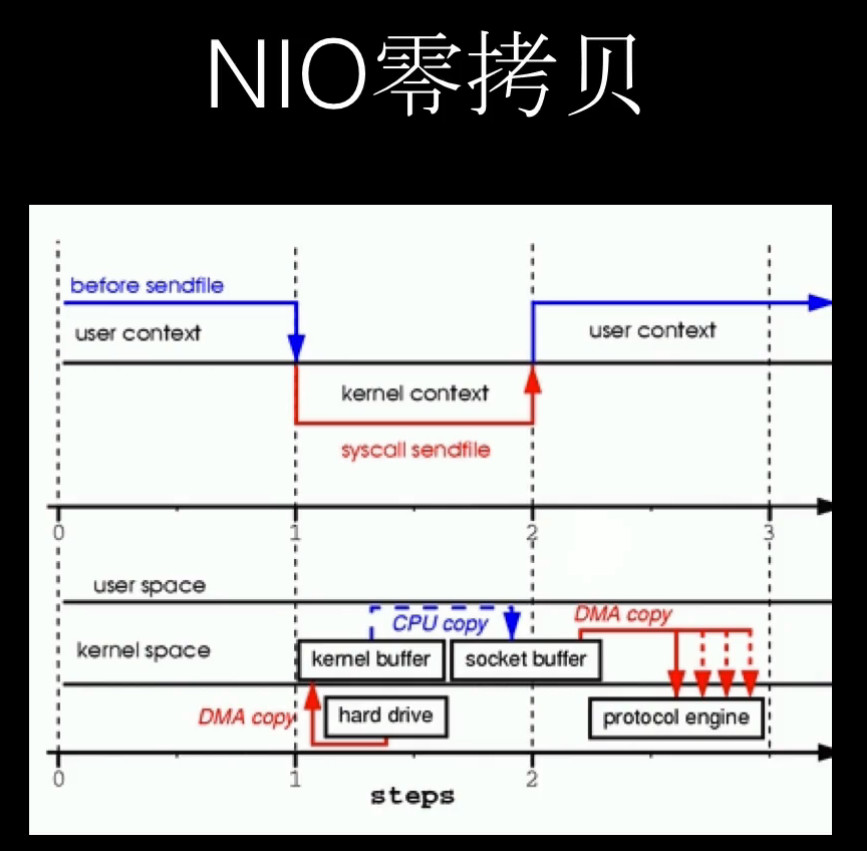 NIO零拷贝
before sendfile
user context
user context
kernel context
syscall sendfile
0 1 2 3
user space
CPU copy
DMA copy
kernel space
kernel buffer
socket buffer
DMA copy
hard drive
protocol engine
0 1 2
steps